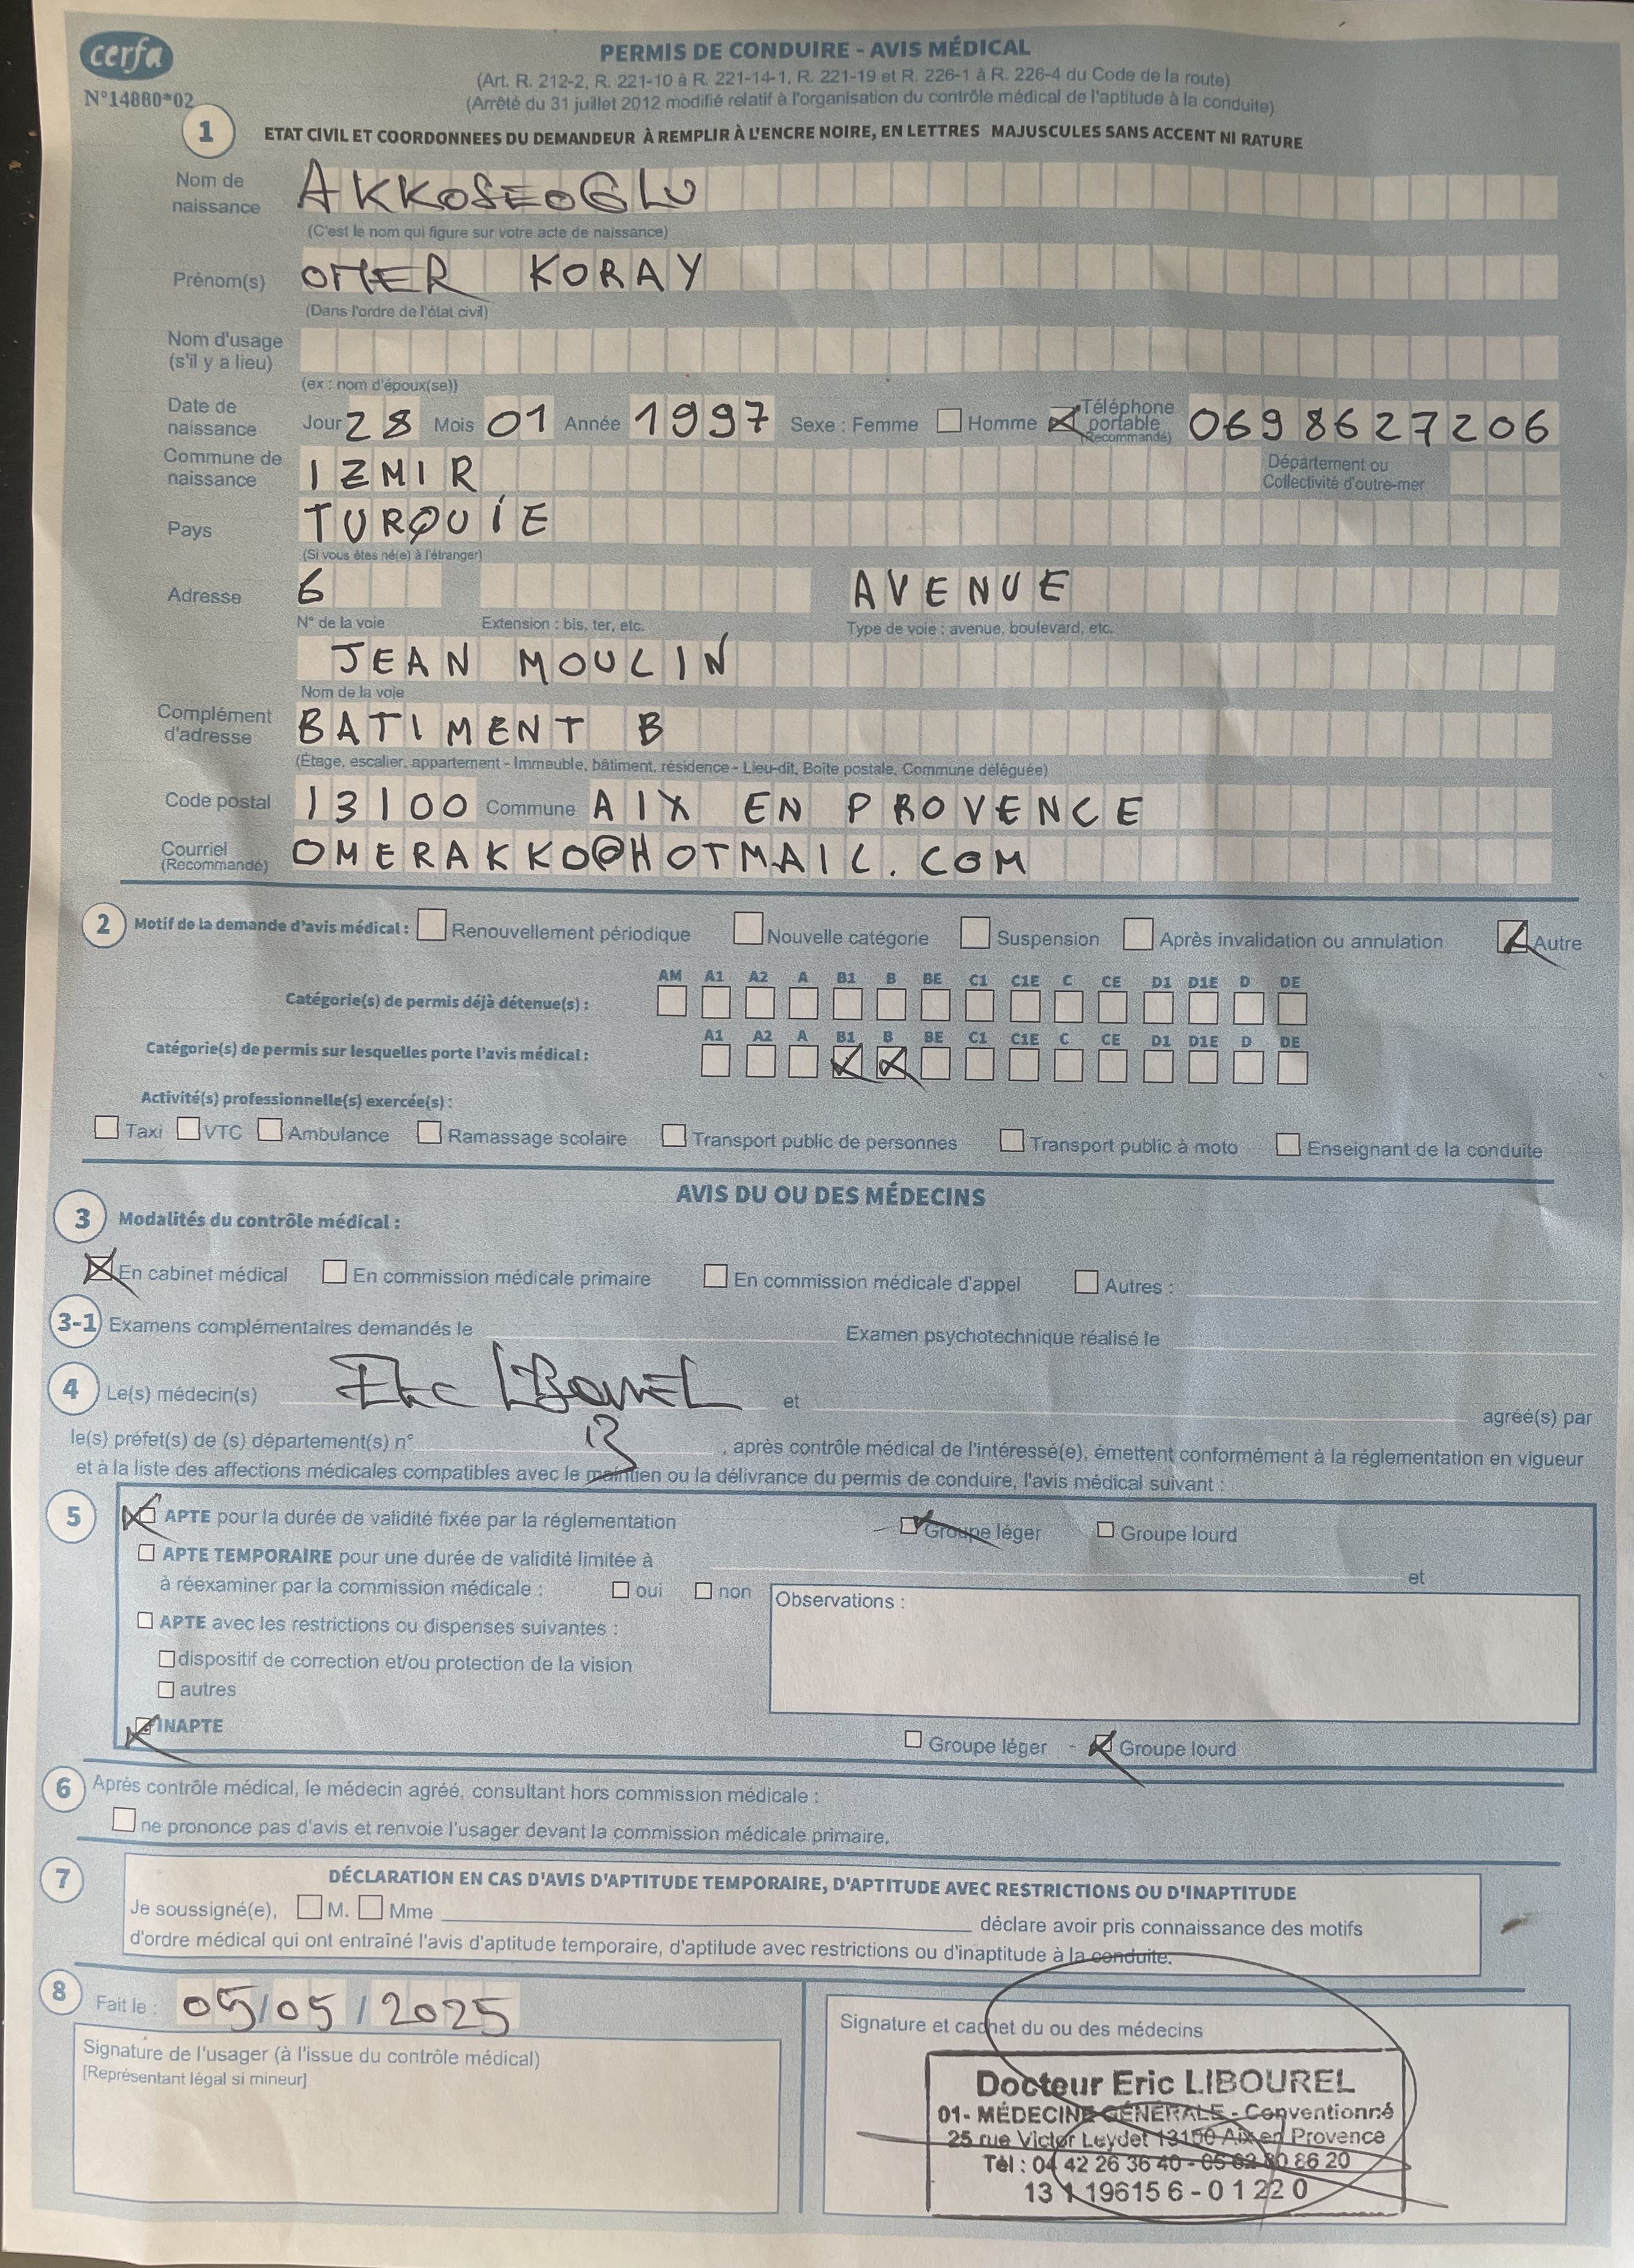 cerfa
N°14880*02
PERMIS DE CONDUIRE - AVIS MÉDICAL
(Art. R. 212-2, R. 221-10 à R. 221-14-1, R. 221-19 et R. 226-1 à R. 226-4 du Code de la route)
(Arrêté du 31 juillet 2012 modifié relatif à l'organisation du contrôle médical de l'aptitude à la conduite)
1 ETAT CIVIL ET COORDONNEES DU DEMANDEUR À REMPLIR À L'ENCRE NOIRE, EN LETTRES MAJUSCULES SANS ACCENT NI RATURE
Nom de naissance AKKOSEOGLU
(C'est le nom qui figure sur votre acte de naissance)
Prénom(s) OMER KORAY
(Dans l'ordre de l'état civil)
Nom d'usage (s'il y a lieu)
(ex : nom d'époux(se))
Date de naissance Jour 28 Mois 01 Année 1997 Sexe : Femme Homme Téléphone portable (Recommandé) 0698627206
Commune de naissance IZMIR Département ou Collectivité d'outre-mer
Pays TURQUIE
(Si vous êtes né(e) à l'étranger)
Adresse 6 AVENUE
N° de la voie Extension : bis, ter, etc. Type de voie : avenue, boulevard, etc.
JEAN MOULIN
Nom de la voie
Complément d'adresse BATIMENT B
(Étage, escalier, appartement - Immeuble, bâtiment, résidence - Lieu-dit, Boîte postale, Commune déléguée)
Code postal 13100 Commune AIX EN PROVENCE
Courriel (Recommandé) OMERAKKO@HOTMAIL.COM
2 Motif de la demande d'avis médical : Renouvellement périodique Nouvelle catégorie Suspension Après invalidation ou annulation Autre
AM A1 A2 A B1 B BE C1 C1E C CE D1 D1E D DE
Catégorie(s) de permis déjà détenue(s) :
A1 A2 A B1 B BE C1 C1E C CE D1 D1E D DE
Catégorie(s) de permis sur lesquelles porte l'avis médical :
Activité(s) professionnelle(s) exercée(s) :
Taxi VTC Ambulance Ramassage scolaire Transport public de personnes Transport public à moto Enseignant de la conduite
AVIS DU OU DES MÉDECINS
3 Modalités du contrôle médical :
En cabinet médical En commission médicale primaire En commission médicale d'appel Autres :
3-1 Examens complémentaires demandés le Examen psychotechnique réalisé le
4 Le(s) médecin(s) Eric LIBOUREL et agréé(s) par
le(s) préfet(s) de (s) département(s) n° 13 , après contrôle médical de l'intéressé(e), émettent conformément à la réglementation en vigueur
et à la liste des affections médicales compatibles avec le maintien ou la délivrance du permis de conduire, l'avis médical suivant :
5 APTE pour la durée de validité fixée par la réglementation Groupe léger Groupe lourd
APTE TEMPORAIRE pour une durée de validité limitée à et
à réexaminer par la commission médicale : oui non
Observations :
APTE avec les restrictions ou dispenses suivantes :
dispositif de correction et/ou protection de la vision
autres
INAPTE Groupe léger - Groupe lourd
6 Après contrôle médical, le médecin agréé, consultant hors commission médicale :
ne prononce pas d'avis et renvoie l'usager devant la commission médicale primaire.
7 DÉCLARATION EN CAS D'AVIS D'APTITUDE TEMPORAIRE, D'APTITUDE AVEC RESTRICTIONS OU D'INAPTITUDE
Je soussigné(e), M. Mme déclare avoir pris connaissance des motifs
d'ordre médical qui ont entraîné l'avis d'aptitude temporaire, d'aptitude avec restrictions ou d'inaptitude à la conduite.
8 Fait le : 05/05/2025
Signature de l'usager (à l'issue du contrôle médical)
[Représentant légal si mineur]
Signature et cachet du ou des médecins
Docteur Eric LIBOUREL
01- MÉDECINE GÉNÉRALE - Conventionné
25 rue Victor Leydet 13100 Aix en Provence
Tél : 04 42 26 36 40 - 80 86 20
13 1 19615 6 - 0 1 22 0